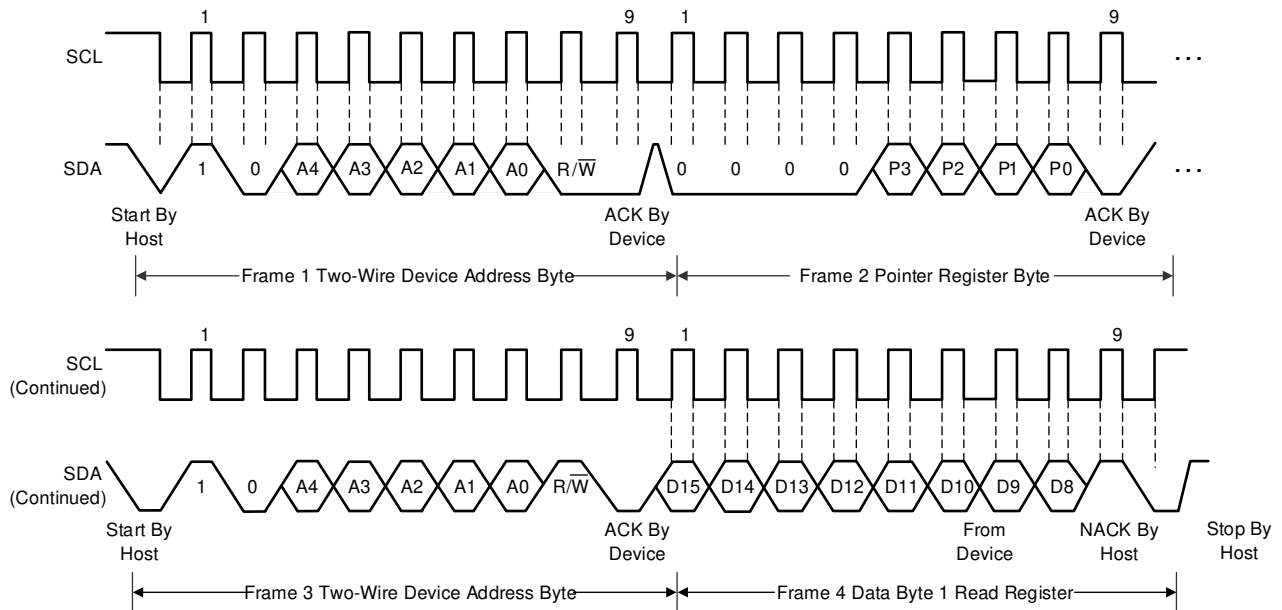 1 9 1 9
SCL ...
SDA 1 0 A4 A3 A2 A1 A0 R/W̅ 0 0 0 0 P3 P2 P1 P0 ...
Start By ACK By ACK By
Host Device Device
Frame 1 Two-Wire Device Address Byte Frame 2 Pointer Register Byte
1 9 1 9
SCL
(Continued)
SDA
(Continued) 1 0 A4 A3 A2 A1 A0 R/W̅ D15 D14 D13 D12 D11 D10 D9 D8
Start By ACK By From NACK By Stop By
Host Device Device Host Host
Frame 3 Two-Wire Device Address Byte Frame 4 Data Byte 1 Read Register